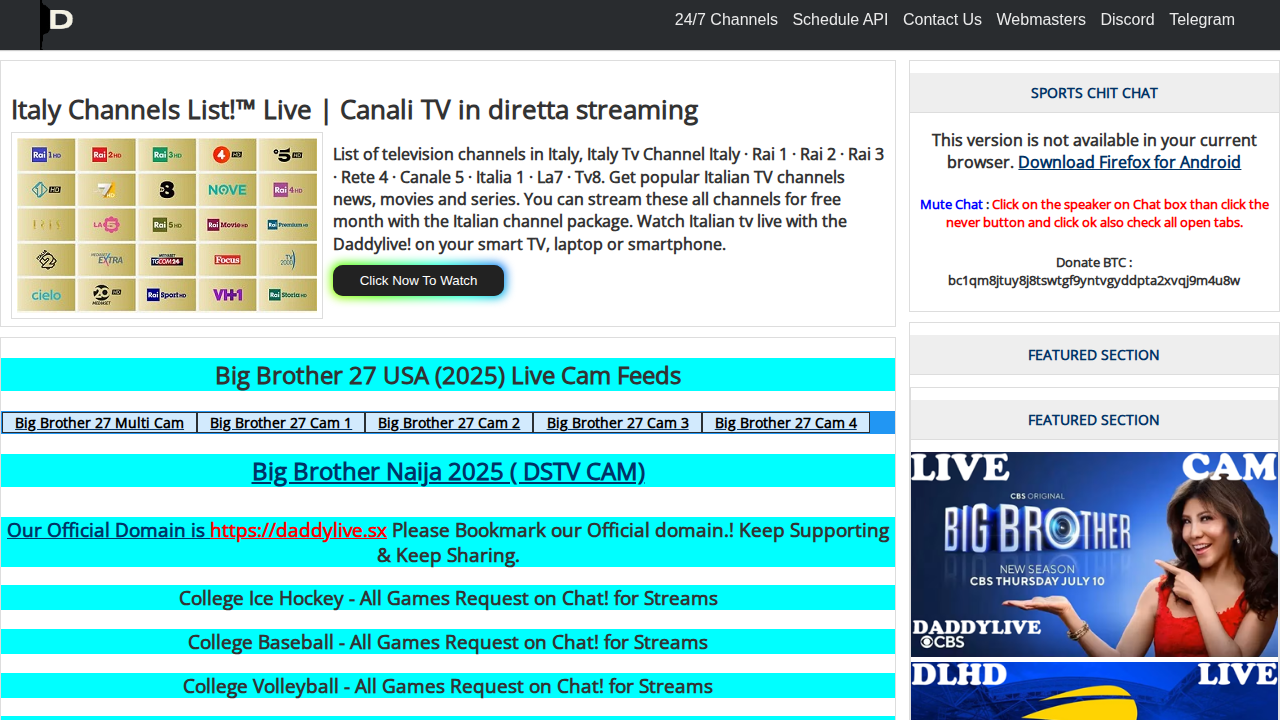 D
24/7 Channels Schedule API Contact Us Webmasters Discord Telegram
Italy Channels List!™ Live | Canali TV in diretta streaming
Rai 1 HD Rai 2 HD Rai 3 HD 4 HD 5 HD
1 HD 7 8 NOVE Rai 4 HD
IRIS LA 5 Rai 5 HD Rai Movie HD Rai Premium HD
MEDIASET EXTRA MEDIASET TGCOM24 Focus TV 2000
cielo 20 HD MEDIASET Rai Sport HD VH1 Rai Storia HD
List of television channels in Italy, Italy Tv Channel Italy · Rai 1 · Rai 2 · Rai 3
· Rete 4 · Canale 5 · Italia 1 · La7 · Tv8. Get popular Italian TV channels
news, movies and series. You can stream these all channels for free
month with the Italian channel package. Watch Italian tv live with the
Daddylive! on your smart TV, laptop or smartphone.
Click Now To Watch
Big Brother 27 USA (2025) Live Cam Feeds
Big Brother 27 Multi Cam Big Brother 27 Cam 1 Big Brother 27 Cam 2 Big Brother 27 Cam 3 Big Brother 27 Cam 4
Big Brother Naija 2025 ( DSTV CAM)
Our Official Domain is https://daddylive.sx Please Bookmark our Official domain.! Keep Supporting
& Keep Sharing.
College Ice Hockey - All Games Request on Chat! for Streams
College Baseball - All Games Request on Chat! for Streams
College Volleyball - All Games Request on Chat! for Streams
SPORTS CHIT CHAT
This version is not available in your current
browser. Download Firefox for Android
Mute Chat : Click on the speaker on Chat box than click the
never button and click ok also check all open tabs.
Donate BTC :
bc1qm8jtuy8j8tswtgf9yntvgyddpta2xvqj9m4u8w
FEATURED SECTION
FEATURED SECTION
LIVE CAM
CBS ORIGINAL
BIG BROTHER
NEW SEASON
CBS THURSDAY JULY 10
DADDYLIVE
CBS
DLHD LIVE